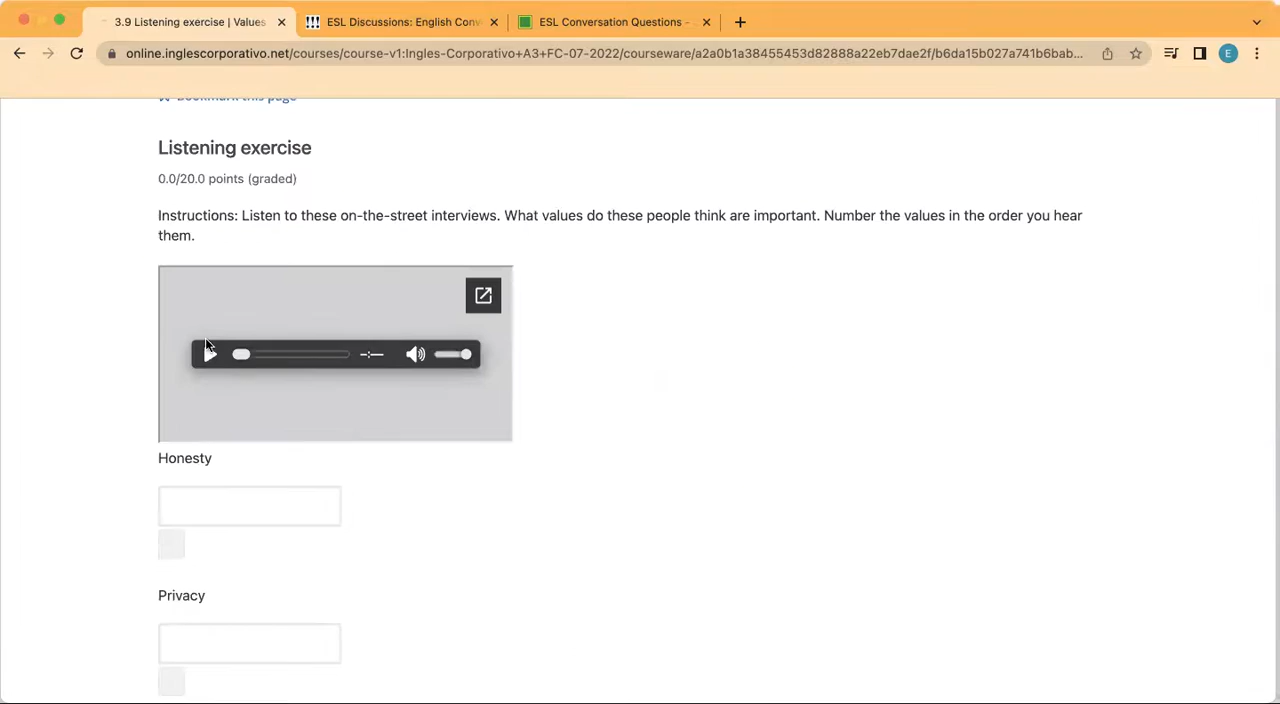 3.9 Listening exercise | Values
ESL Discussions: English Conv
ESL Conversation Questions -
online.inglescorporativo.net/courses/course-v1:Ingles-Corporativo+A3+FC-07-2022/courseware/a2a0b1a38455453d82888a22eb7dae2f/b6da15b027a741b6bab...
E
Bookmark this page
Listening exercise
0.0/20.0 points (graded)
Instructions: Listen to these on-the-street interviews. What values do these people think are important. Number the values in the order you hear
them.
-:--
Honesty
Privacy